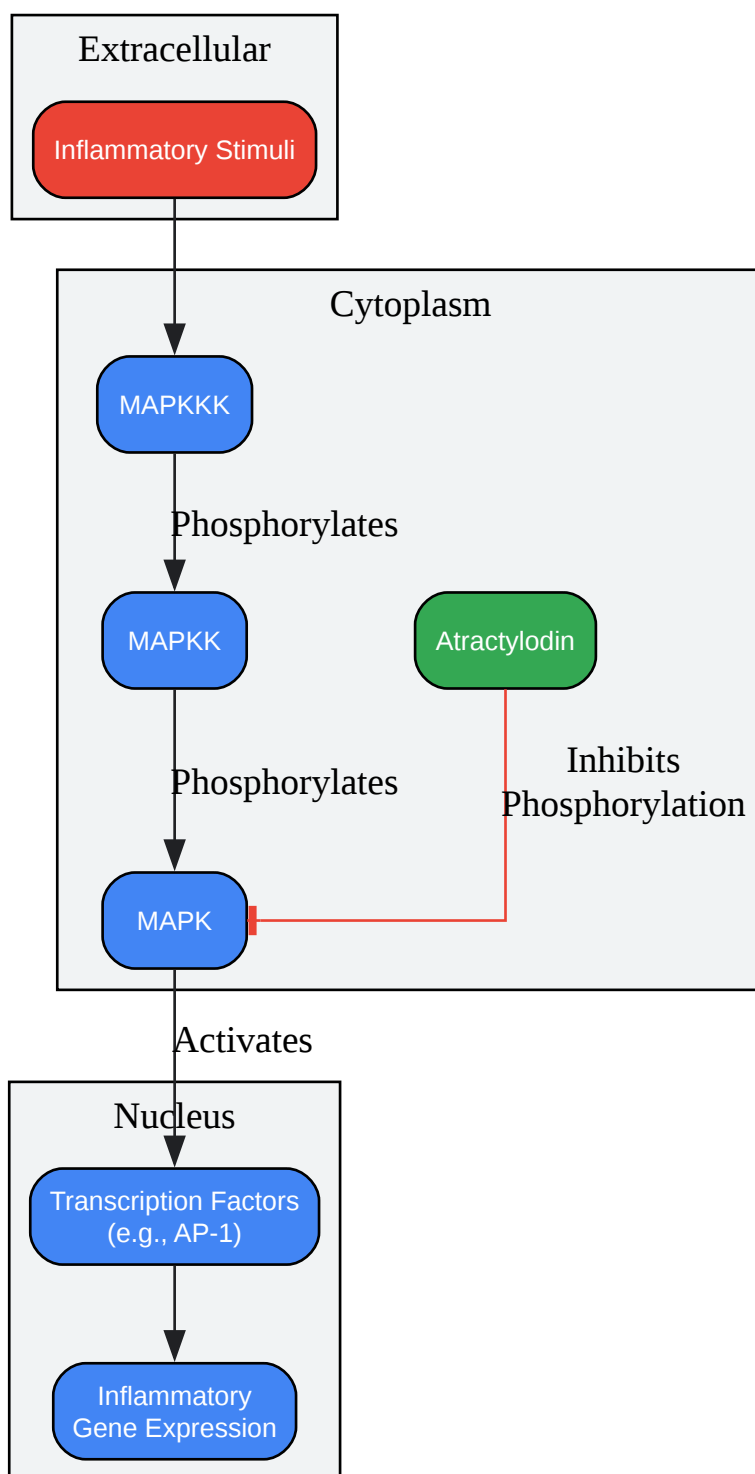 Extracellular
Inflammatory Stimuli
Cytoplasm
MAPKKK
Phosphorylates
MAPKK
Atractylodin
Inhibits
Phosphorylation
Phosphorylates
MAPK
Activates
Nucleus
Transcription Factors
(e.g., AP-1)
Inflammatory
Gene Expression